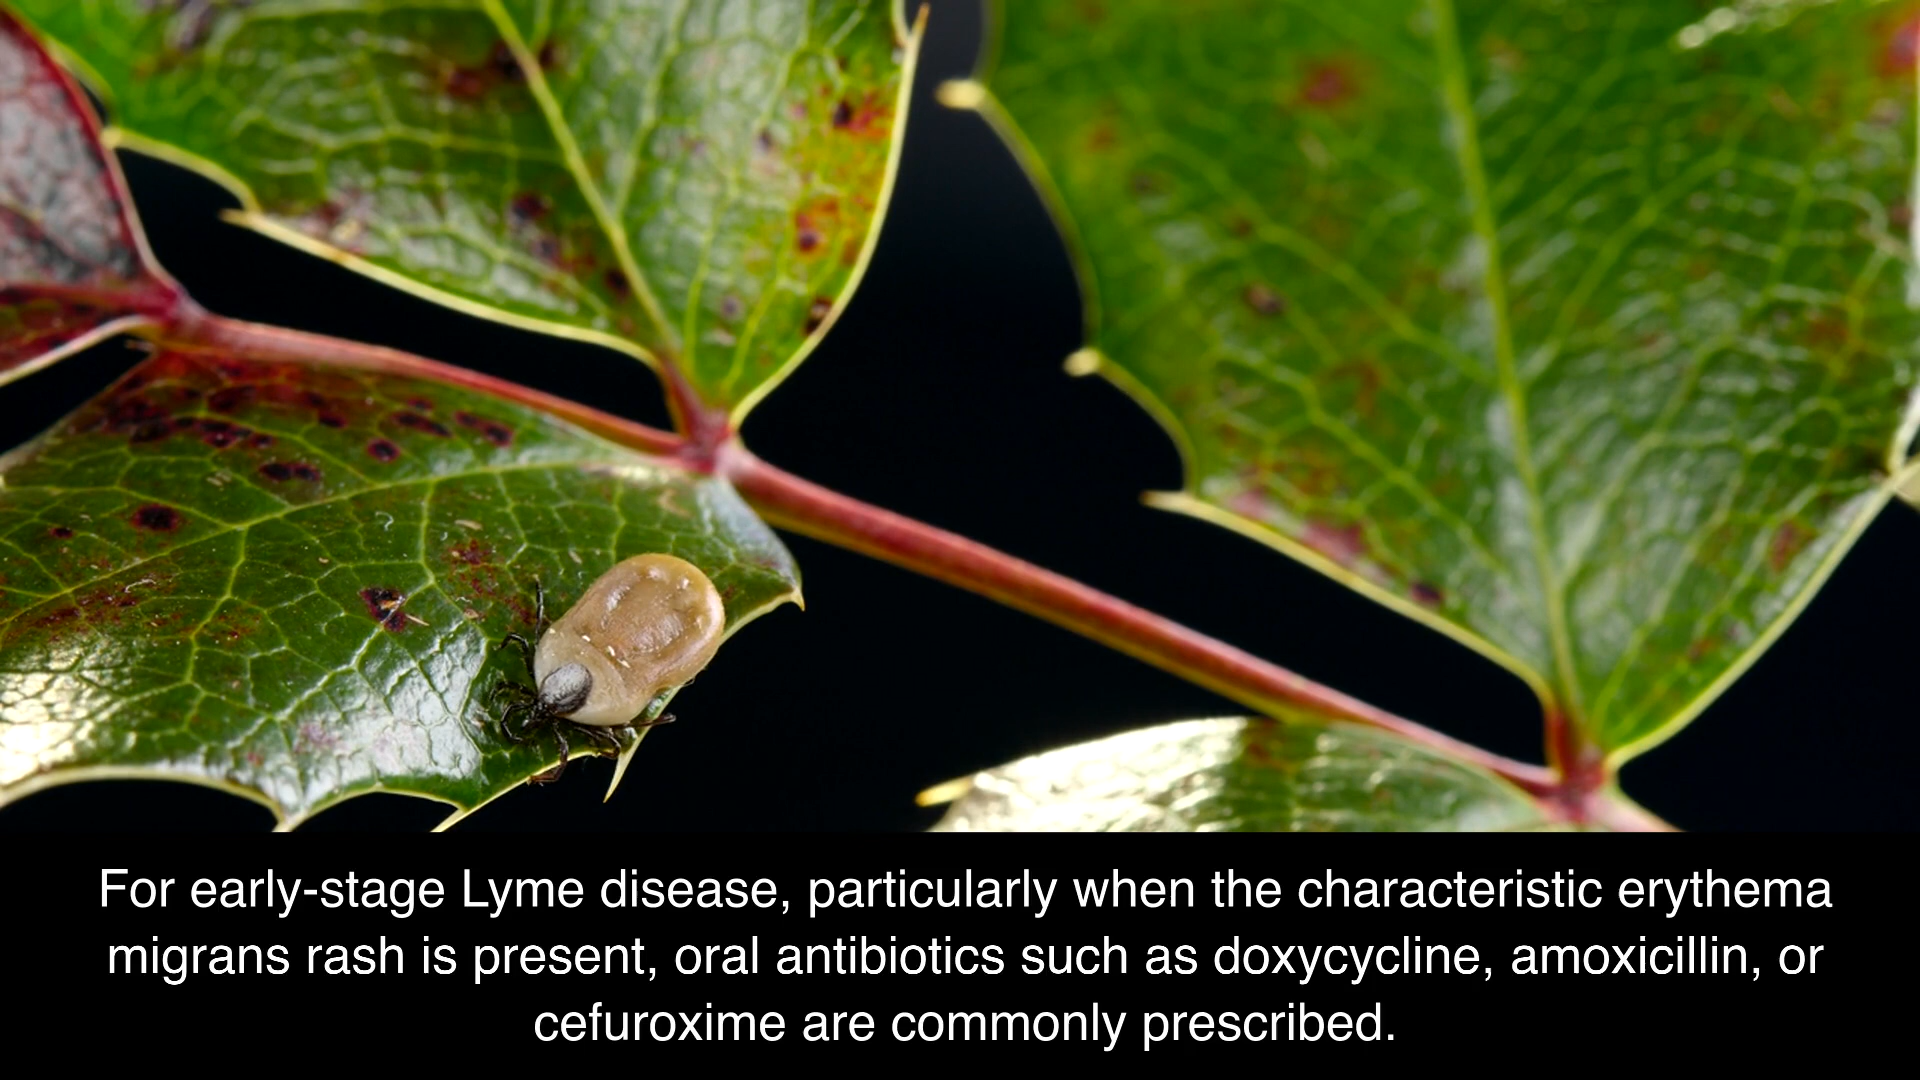 For early-stage Lyme disease, particularly when the characteristic erythema
migrans rash is present, oral antibiotics such as doxycycline, amoxicillin, or
cefuroxime are commonly prescribed.